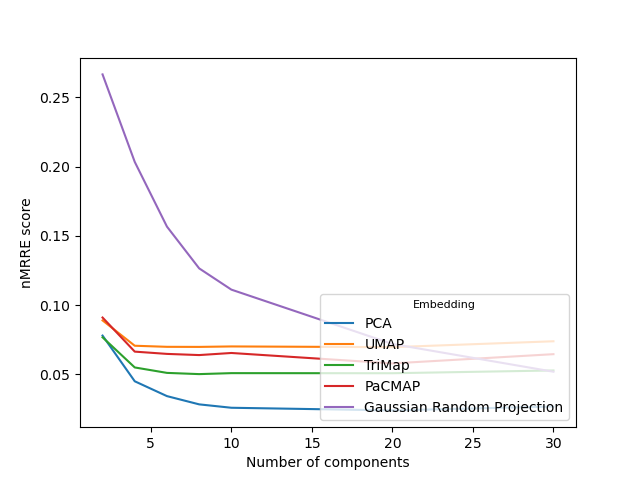 0.25
0.20
0.15
0.10
0.05
nMRRE score
Embedding
PCA
UMAP
TriMap
PaCMAP
Gaussian Random Projection
5 10 15 20 25 30
Number of components